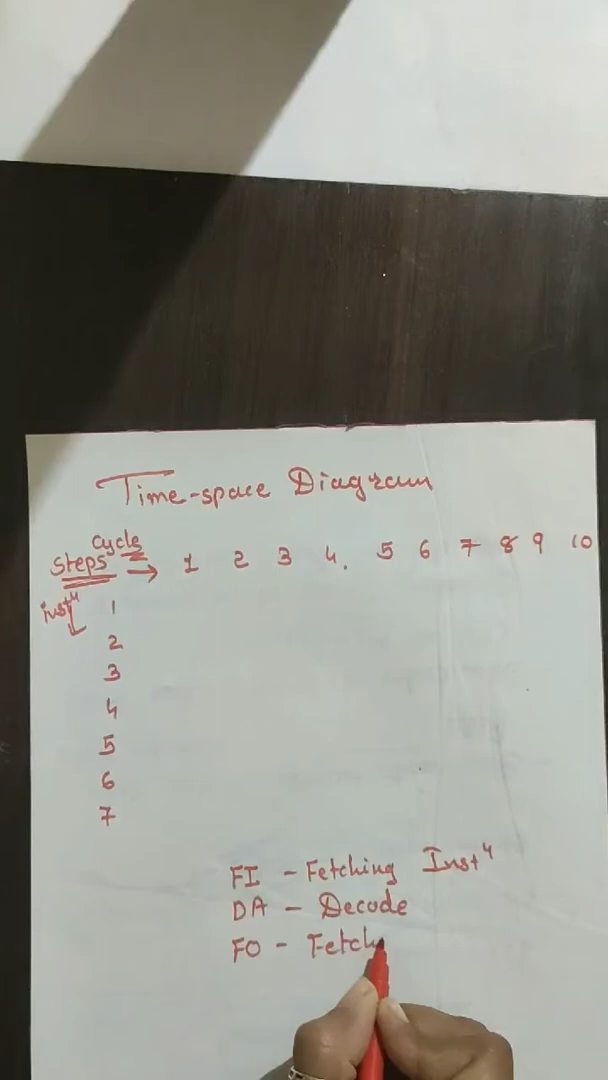 Time-space Diagram
Cycle
Steps → 1 2 3 4. 5 6 7 8 9 10
instⁿ 1
2
3
4
5
6
7
FI - Fetching Instⁿ
DA - Decode
FO - Fetch